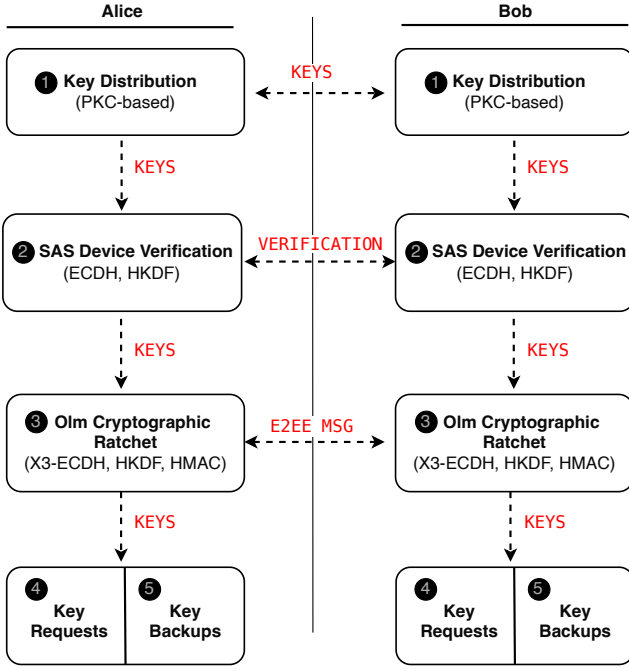 Alice
Bob
1 Key Distribution
(PKC-based)
KEYS
1 Key Distribution
(PKC-based)
KEYS
KEYS
2 SAS Device Verification
(ECDH, HKDF)
VERIFICATION
2 SAS Device Verification
(ECDH, HKDF)
KEYS
KEYS
3 Olm Cryptographic
Ratchet
(X3-ECDH, HKDF, HMAC)
E2EE MSG
3 Olm Cryptographic
Ratchet
(X3-ECDH, HKDF, HMAC)
KEYS
KEYS
4
Key
Requests
5
Key
Backups
4
Key
Requests
5
Key
Backups